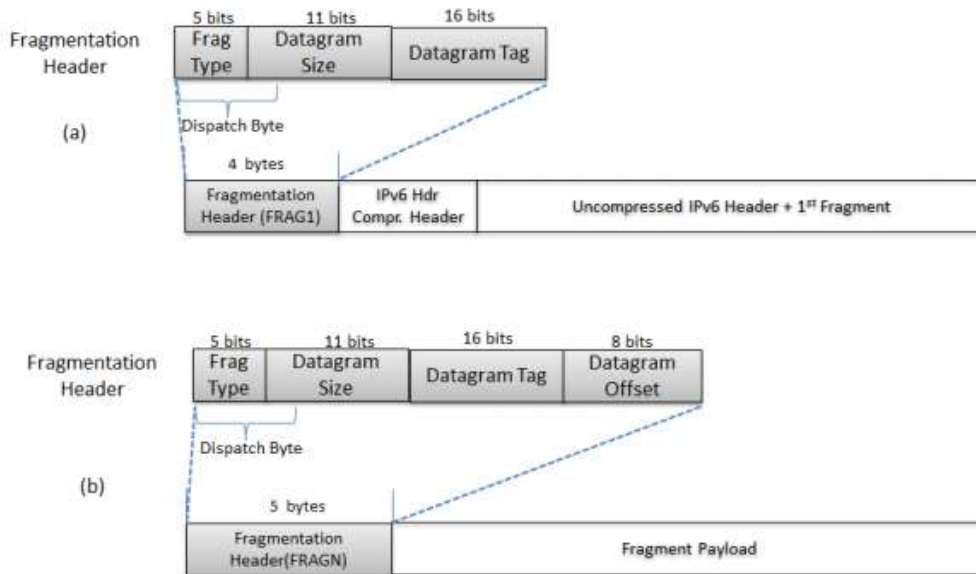 5 bits 11 bits 16 bits
Fragmentation
Header
Frag
Type
Datagram
Size
Datagram Tag
Dispatch Byte
(a)
4 bytes
Fragmentation
Header (FRAG1)
IPv6 Hdr
Compr. Header
Uncompressed IPv6 Header + 1ST Fragment
5 bits 11 bits 16 bits 8 bits
Fragmentation
Header
Frag
Type
Datagram
Size
Datagram Tag
Datagram
Offset
Dispatch Byte
(b)
5 bytes
Fragmentation
Header(FRAGN)
Fragment Payload